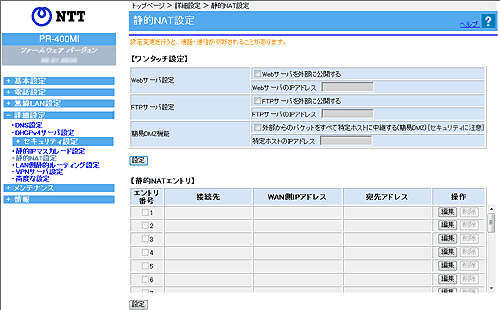 NTT
PR-400MI
ファームウェア バージョン
+ 基本設定
+ 電話設定
+ 無線LAN設定
- 詳細設定
・DNS設定
・DHCPv4サーバ設定
+ セキュリティ設定
・静的IPマスカレード設定
・静的NAT設定
・LAN側静的ルーティング設定
・VPNサーバ設定
・高度な設定
+ メンテナンス
+ 情報
トップページ > 詳細設定 > 静的NAT設定
静的NAT設定
ヘルプ ?
設定変更を行うと、通話・通信が切断されることがあります。
【ワンタッチ設定】
Webサーバ設定
Webサーバを外部に公開する
WebサーバのIPアドレス
FTPサーバ設定
FTPサーバを外部に公開する
FTPサーバのIPアドレス
簡易DMZ機能
外部からのパケットをすべて特定ホストに中継する(簡易DMZ) [セキュリティに注意]
特定ホストのIPアドレス
設定
【静的NATエントリ】
エントリ番号 接続先 WAN側IPアドレス 宛先アドレス 操作
1 編集 削除
2 編集 削除
3 編集 削除
4 編集 削除
5 編集 削除
6 編集 削除
設定